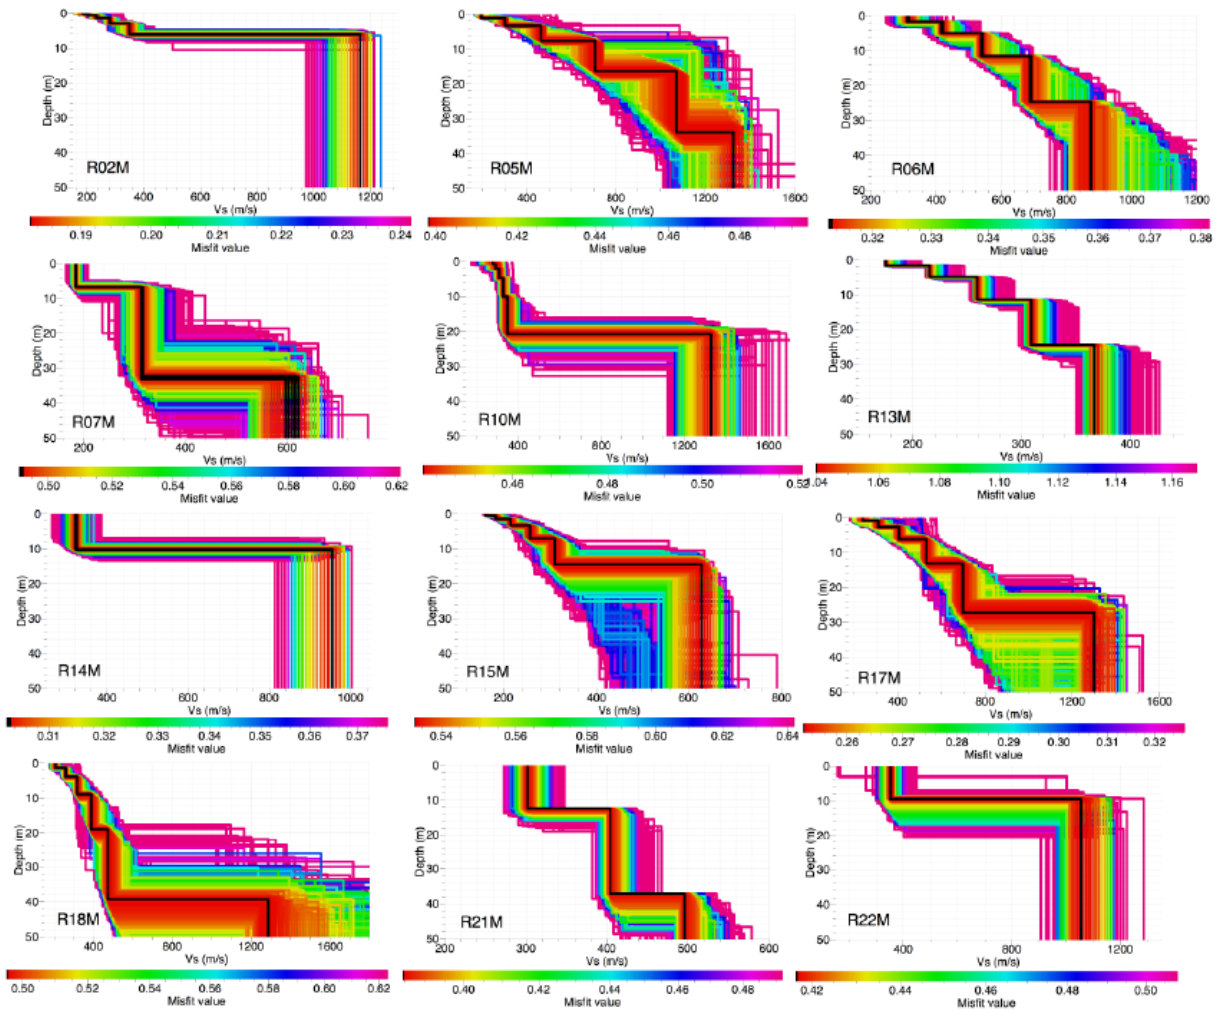 0
10
20
30
40
50
Depth (m)
R02M
200 400 600 800 1000 1200
Vs (m/s)
0.19 0.20 0.21 0.22 0.23 0.24
Misfit value
0
10
20
30
40
50
Depth (m)
R05M
400 800 1200 1600
Vs (m/s)
0.40 0.42 0.44 0.46 0.48
Misfit value
0
10
20
30
40
50
Depth (m)
R06M
200 400 600 800 1000 1200
Vs (m/s)
0.32 0.33 0.34 0.35 0.36 0.37 0.38
Misfit value
0
10
20
30
40
50
Depth (m)
R07M
200 400 600
Vs (m/s)
0.50 0.52 0.54 0.56 0.58 0.60 0.62
Misfit value
0
10
20
30
40
50
Depth (m)
R10M
400 800 1200 1600
Vs (m/s)
0.46 0.48 0.50 0.52
Misfit value
0
10
20
30
40
50
Depth (m)
R13M
200 300 400
Vs (m/s)
1.04 1.06 1.08 1.10 1.12 1.14 1.16
Misfit value
0
10
20
30
40
50
Depth (m)
R14M
400 600 800 1000
Vs (m/s)
0.31 0.32 0.33 0.34 0.35 0.36 0.37
Misfit value
0
10
20
30
40
50
Depth (m)
R15M
200 400 600 800
Vs (m/s)
0.54 0.56 0.58 0.60 0.62 0.64
Misfit value
0
10
20
30
40
50
Depth (m)
R17M
400 800 1200 1600
Vs (m/s)
0.26 0.27 0.28 0.29 0.30 0.31 0.32
Misfit value
0
10
20
30
40
50
Depth (m)
R18M
400 800 1200 1600
Vs (m/s)
0.50 0.52 0.54 0.56 0.58 0.60 0.62
Misfit value
0
10
20
30
40
50
Depth (m)
R21M
200 300 400 500 600
Vs (m/s)
0.40 0.42 0.44 0.46 0.48
Misfit value
0
10
20
30
40
50
Depth (m)
R22M
400 800 1200
Vs (m/s)
0.42 0.44 0.46 0.48 0.50
Misfit value